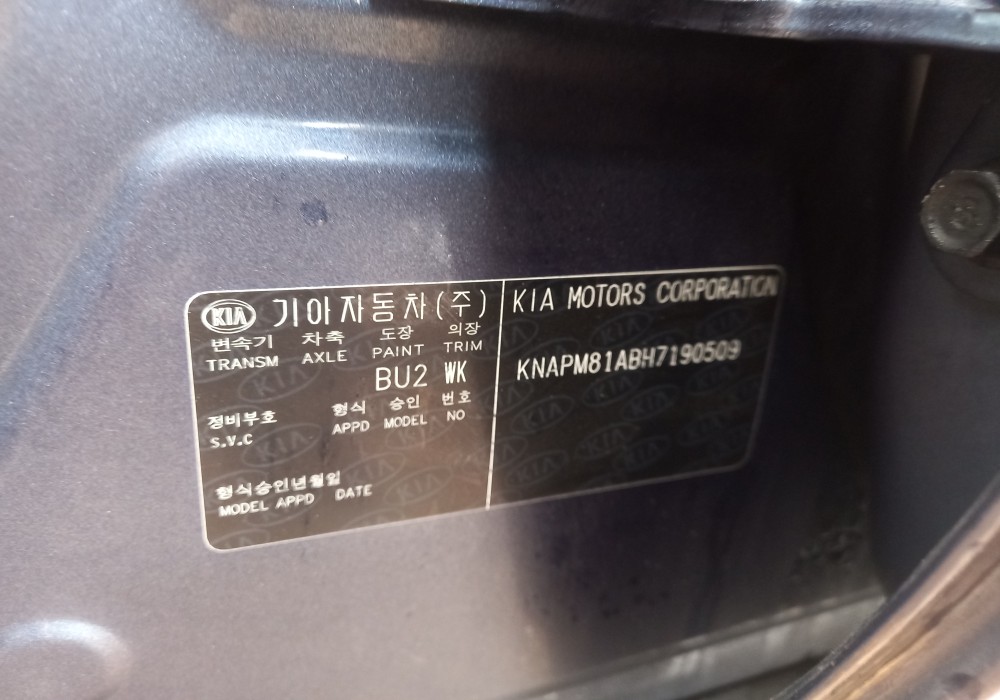 KIA 기아자동차(주)
변속기 차축 도장 의장
TRANSM AXLE PAINT TRIM
BU2 WK
정비부호 형식 승인 번호
S.V.C APPD MODEL NO
형식승인년월일
MODEL APPD DATE
KIA MOTORS CORPORATION
KNAPM81ABH7190509